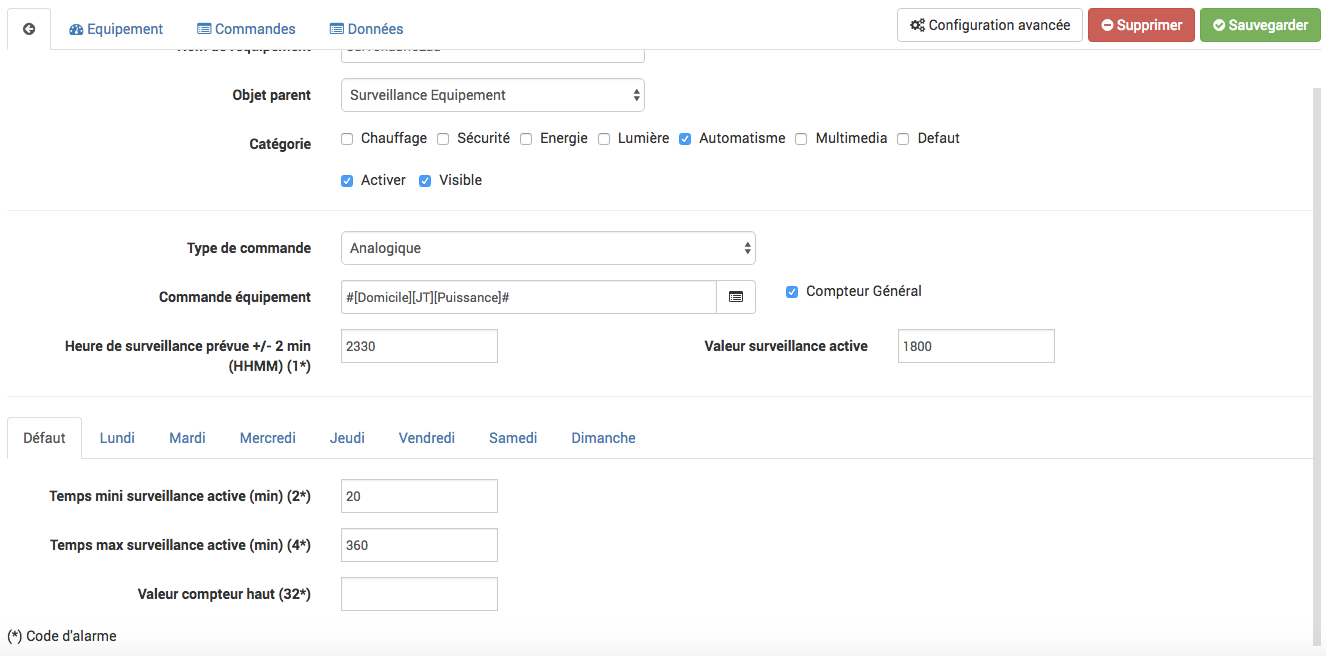 Equipement Commandes Données Configuration avancée Supprimer Sauvegarder
Objet parent Surveillance Equipement
Catégorie Chauffage Sécurité Energie Lumière Automatisme Multimedia Defaut
Activer Visible
Type de commande Analogique
Commande équipement #[Domicile][JT][Puissance]# Compteur Général
Heure de surveillance prévue +/- 2 min 2330 Valeur surveillance active 1800
(HHMM) (1*)
Défaut Lundi Mardi Mercredi Jeudi Vendredi Samedi Dimanche
Temps mini surveillance active (min) (2*) 20
Temps max surveillance active (min) (4*) 360
Valeur compteur haut (32*)
(*) Code d'alarme